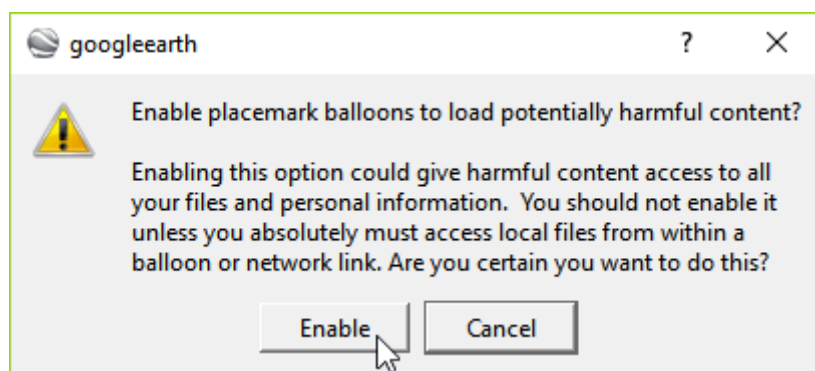 googleearth ?
Enable placemark balloons to load potentially harmful content?
Enabling this option could give harmful content access to all
your files and personal information.  You should not enable it
unless you absolutely must access local files from within a
balloon or network link. Are you certain you want to do this?
Enable Cancel